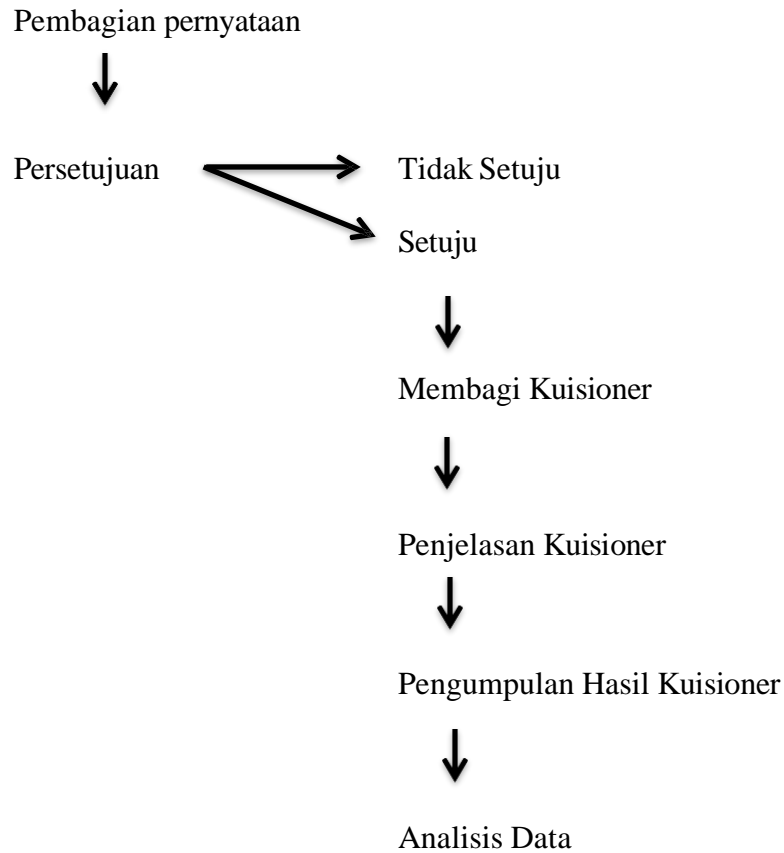 Pembagian pernyataan
Persetujuan
Tidak Setuju
Setuju
Membagi Kuisioner
Penjelasan Kuisioner
Pengumpulan Hasil Kuisioner
Analisis Data